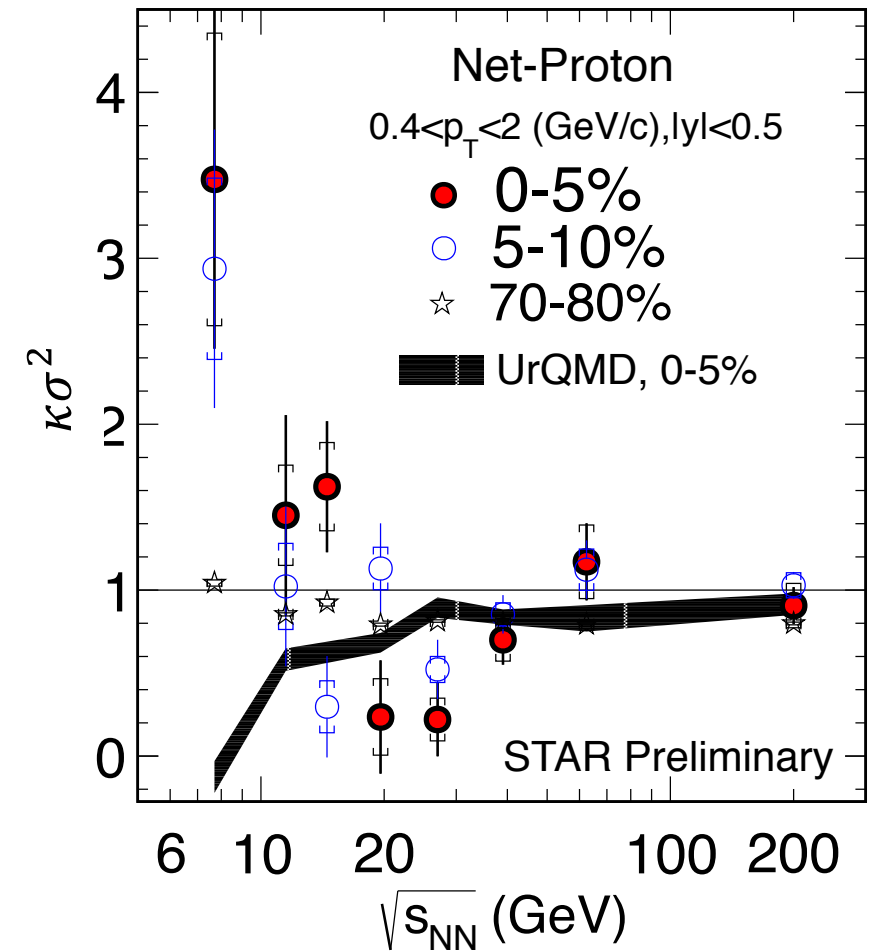 Net-Proton
0.4<p_T<2 (GeV/c),|y|<0.5
0-5%
5-10%
70-80%
UrQMD, 0-5%
STAR Preliminary
κσ²
4
3
2
1
0
6 10 20 100 200
√s_NN (GeV)